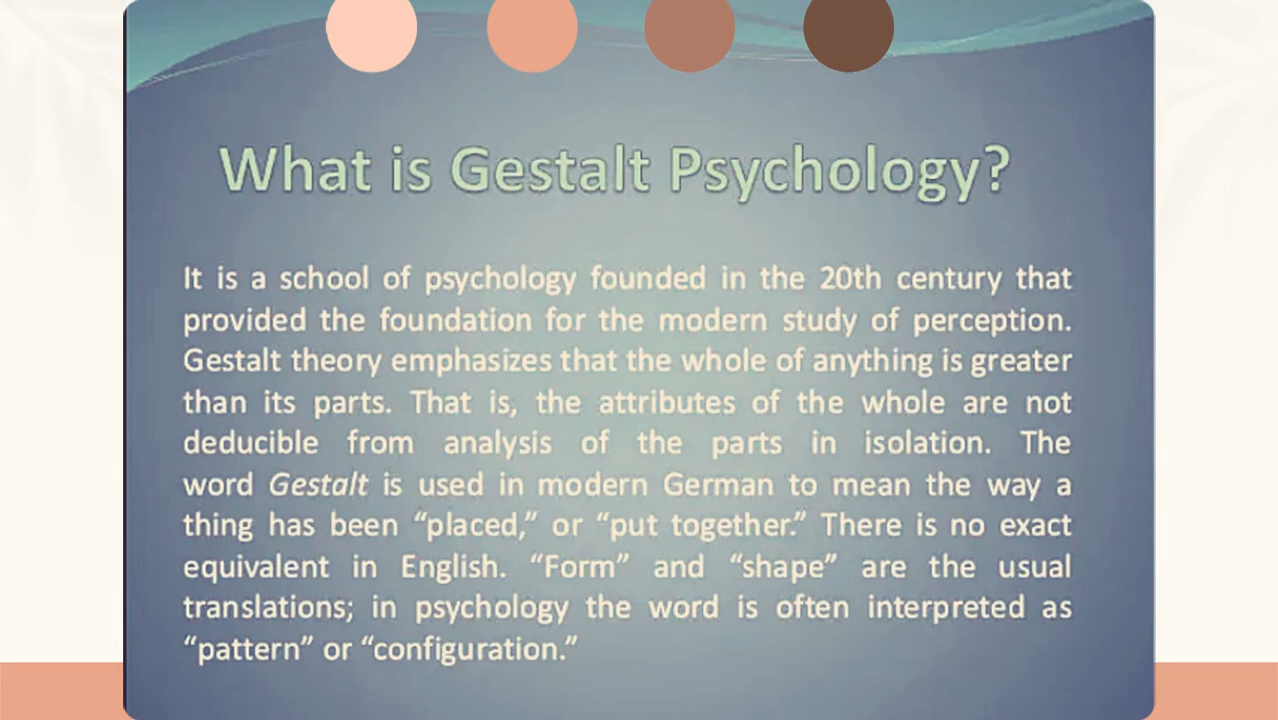 What is Gestalt Psychology?
It is a school of psychology founded in the 20th century that
provided the foundation for the modern study of perception.
Gestalt theory emphasizes that the whole of anything is greater
than its parts. That is, the attributes of the whole are not
deducible from analysis of the parts in isolation. The
word Gestalt is used in modern German to mean the way a
thing has been “placed,” or “put together.” There is no exact
equivalent in English. “Form” and “shape” are the usual
translations; in psychology the word is often interpreted as
“pattern” or “configuration.”